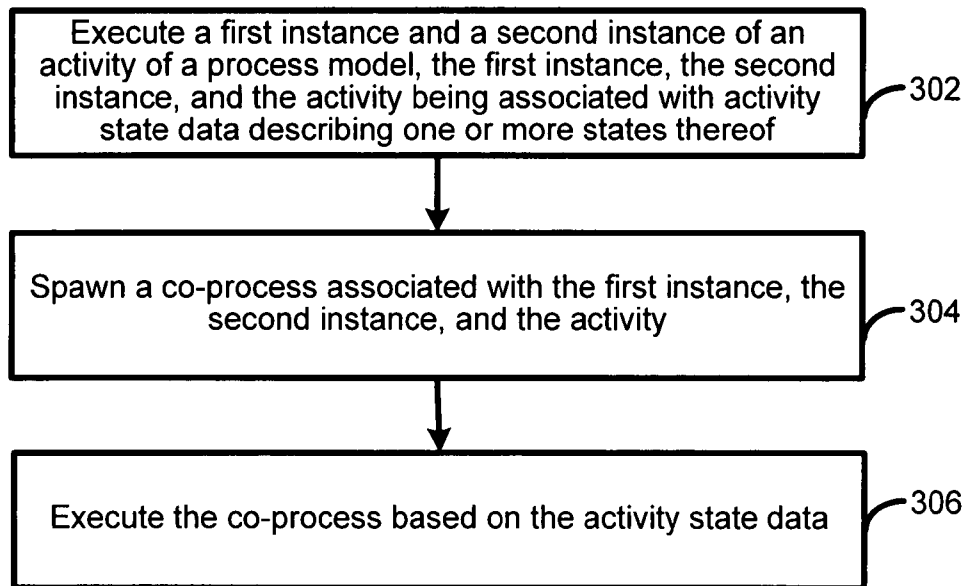 Execute a first instance and a second instance of an
activity of a process model, the first instance, the second
instance, and the activity being associated with activity
state data describing one or more states thereof
302
Spawn a co-process associated with the first instance, the
second instance, and the activity
304
Execute the co-process based on the activity state data
306